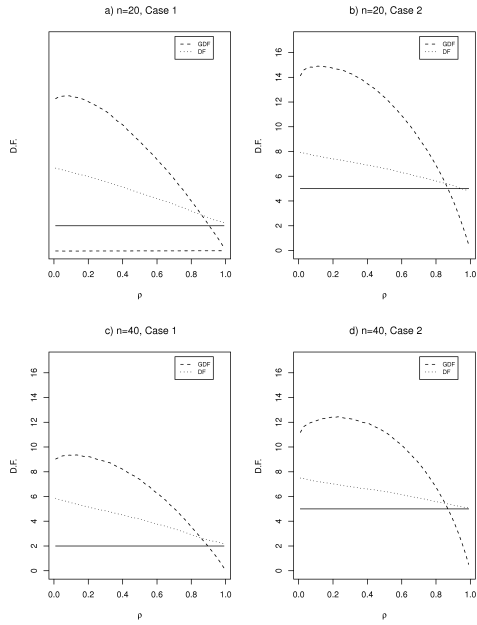 a) n=20, Case 1
GDF
DF
D.F.
0.0 0.2 0.4 0.6 0.8 1.0
ρ
b) n=20, Case 2
GDF
DF
16
14
12
10
8
6
4
2
0
D.F.
0.0 0.2 0.4 0.6 0.8 1.0
ρ
c) n=40, Case 1
GDF
DF
16
14
12
10
8
6
4
2
0
D.F.
0.0 0.2 0.4 0.6 0.8 1.0
ρ
d) n=40, Case 2
GDF
DF
16
14
12
10
8
6
4
2
0
D.F.
0.0 0.2 0.4 0.6 0.8 1.0
ρ